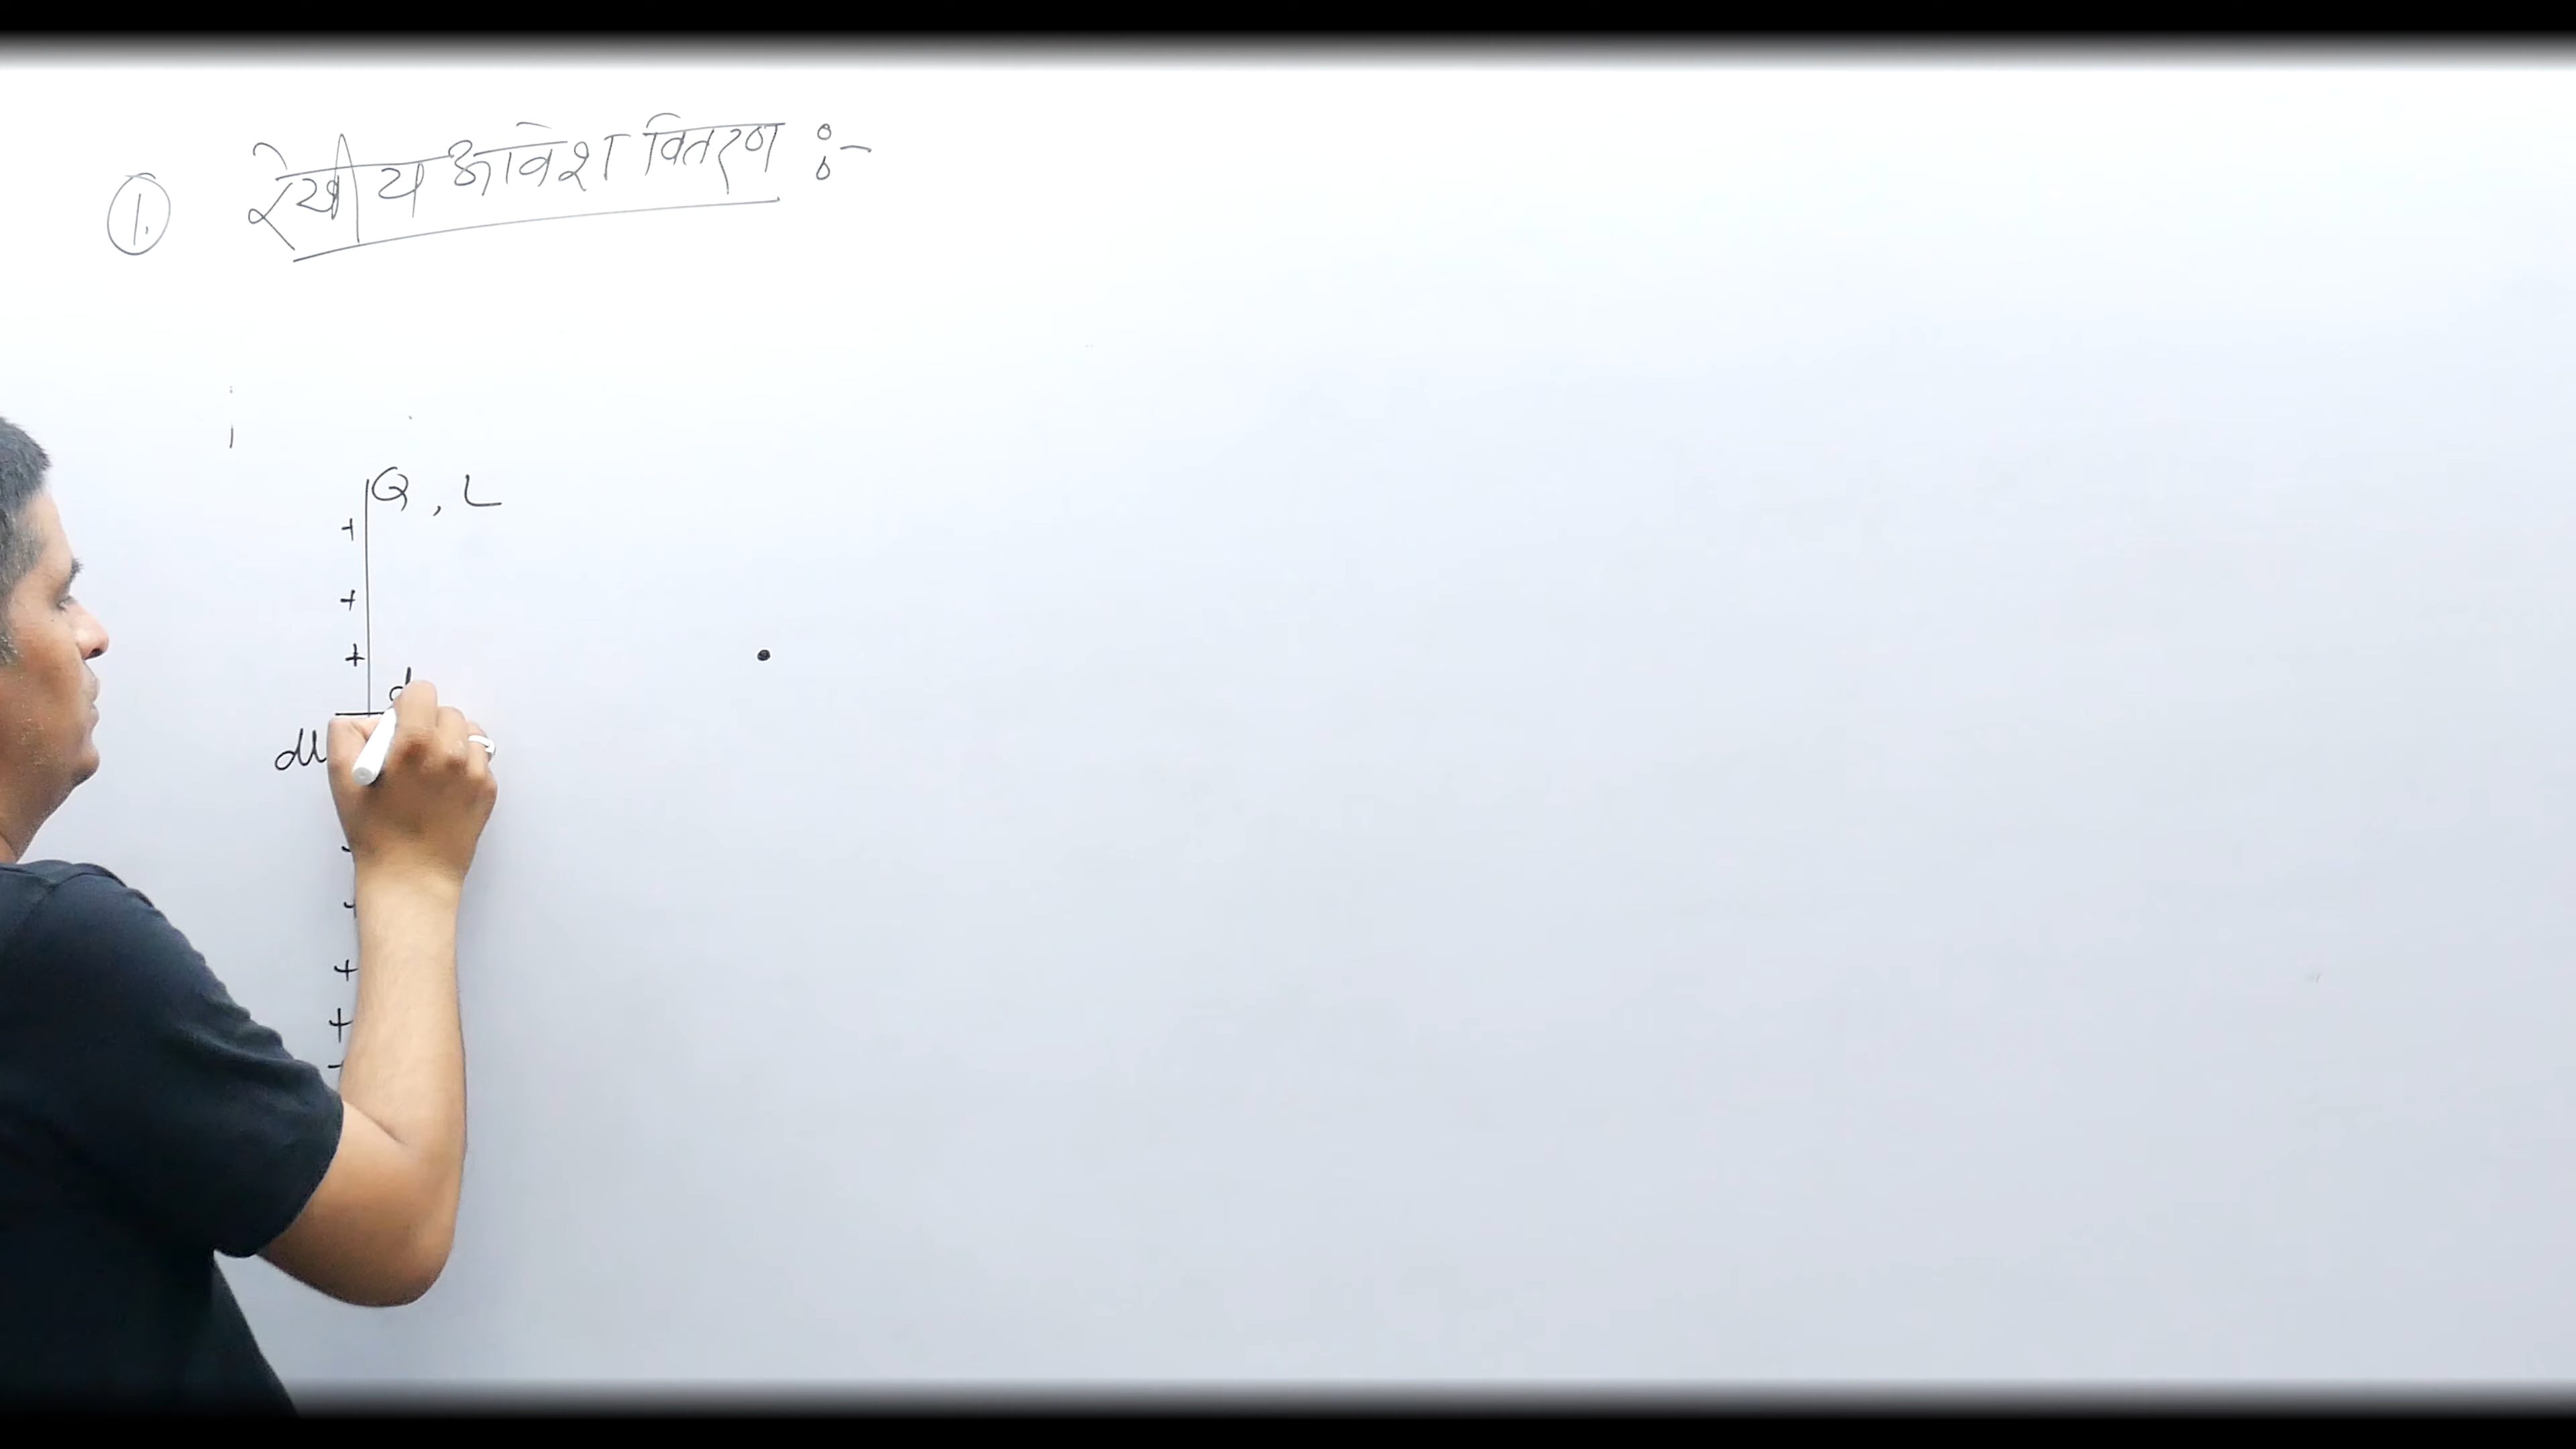 1. रेखीय आवेश वितरण :-
Q, L
+
+
+
d
dl
+
+